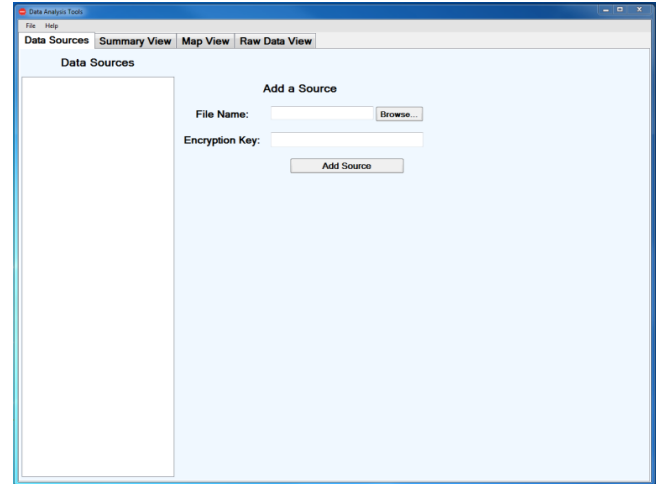 Data Analysis Tools
File Help
Data Sources Summary View Map View Raw Data View
Data Sources
Add a Source
File Name: Browse...
Encryption Key:
Add Source